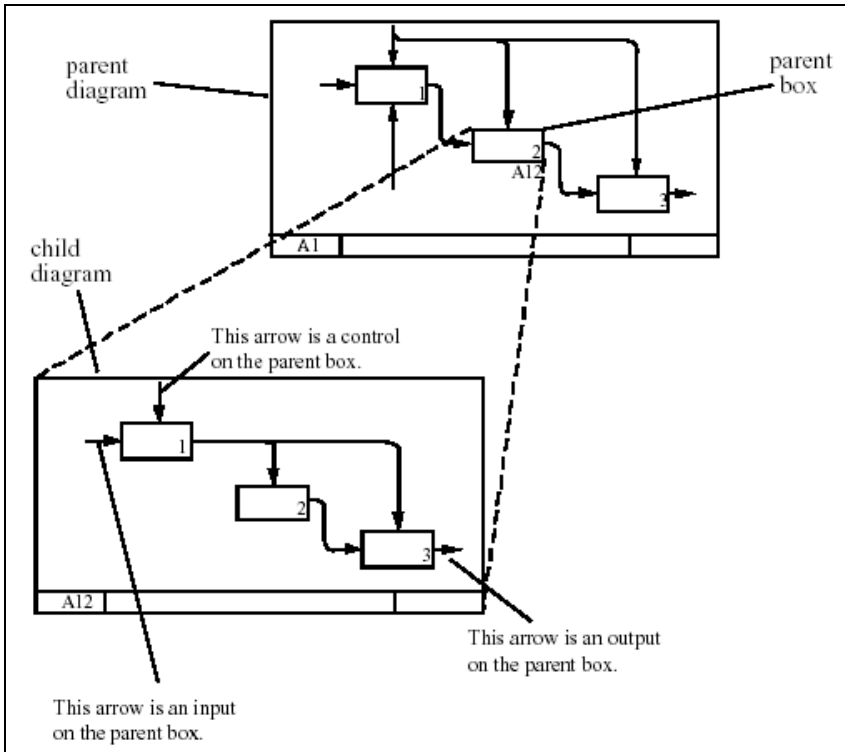 parent
diagram
parent
box
1
2
A12
3
A1
child
diagram
This arrow is a control
on the parent box.
1
2
3
A12
This arrow is an output
on the parent box.
This arrow is an input
on the parent box.